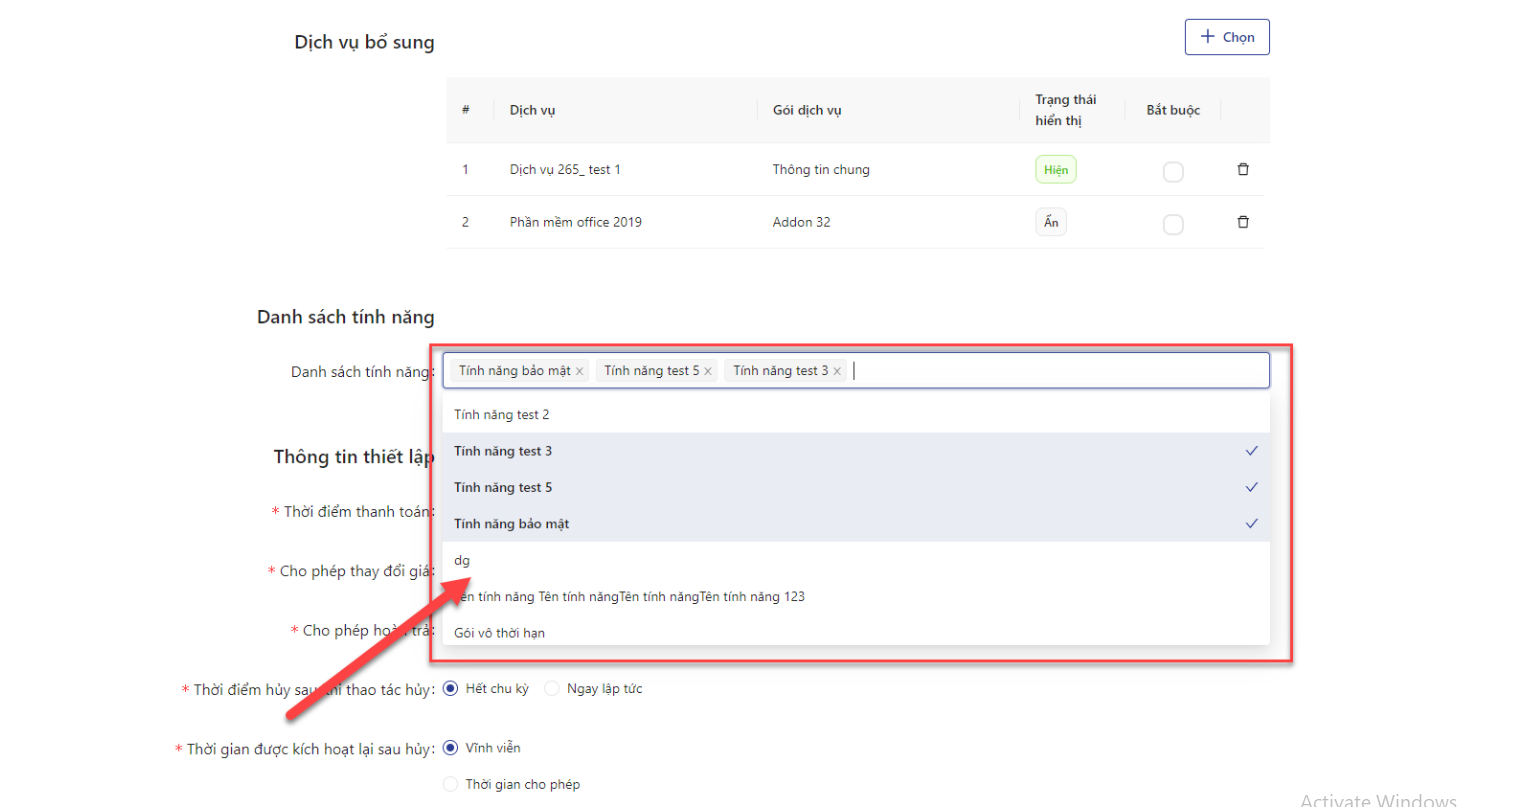 Dịch vụ bổ sung
+ Chọn
# Dịch vụ Gói dịch vụ Trạng thái hiển thị Bắt buộc
1 Dịch vụ 265_ test 1 Thông tin chung Hiện
2 Phần mềm office 2019 Addon 32 Ẩn
Danh sách tính năng
Danh sách tính năng: Tính năng bảo mật × Tính năng test 5 × Tính năng test 3 ×
Tính năng test 2
Tính năng test 3
Thông tin thiết lập
Tính năng test 5
* Thời điểm thanh toán:
Tính năng bảo mật
dg
* Cho phép thay đổi giá:
Tên tính năng Tên tính năngTên tính năngTên tính năng 123
* Cho phép hoàn trả:
Gói vô thời hạn
* Thời điểm hủy sau khi thao tác hủy: Hết chu kỳ Ngay lập tức
* Thời gian được kích hoạt lại sau hủy: Vĩnh viễn
Thời gian cho phép
Activate Windows